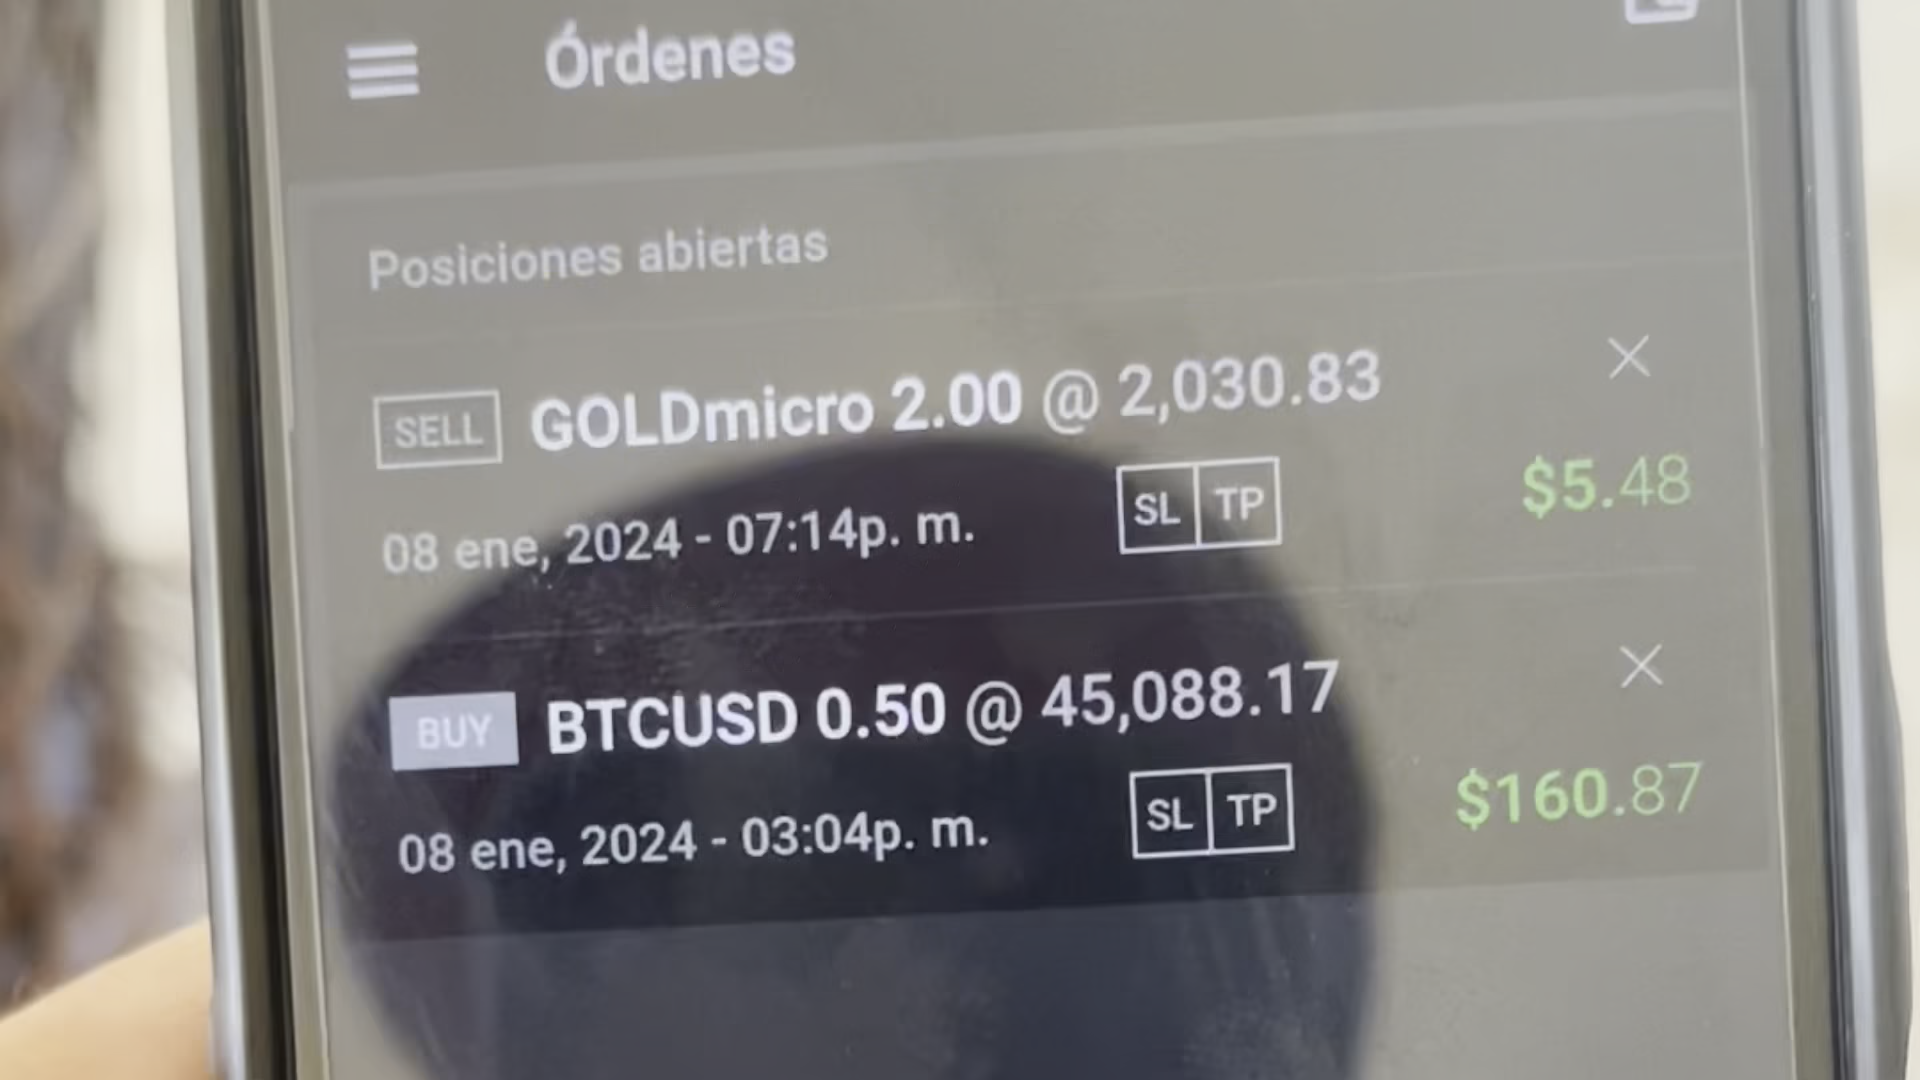 Órdenes
Posiciones abiertas
SELL GOLDmicro 2.00 @ 2,030.83
$5.48
08 ene, 2024 - 07:14p. m. SL TP
BUY BTCUSD 0.50 @ 45,088.17
$160.87
08 ene, 2024 - 03:04p. m. SL TP